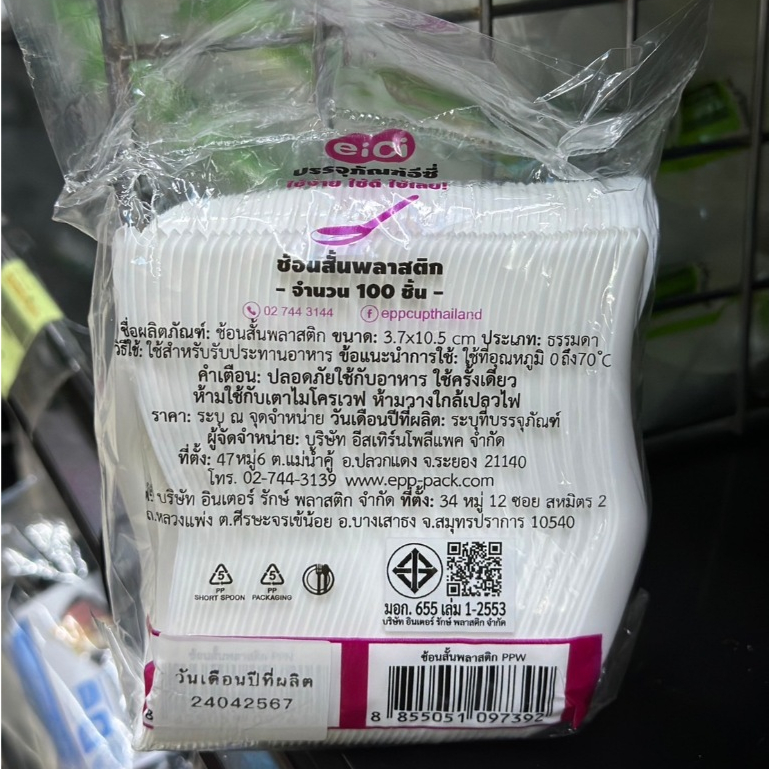 eici
บรรจุภัณฑ์อีซี่
ใช้ง่าย ใช้ดี ใช้เลย!
ช้อนสั้นพลาสติก
- จำนวน 100 ชิ้น -
02 744 3144 eppcupthailand
ชื่อผลิตภัณฑ์: ช้อนสั้นพลาสติก ขนาด: 3.7x10.5 cm ประเภท: ธรรมดา
วิธีใช้: ใช้สำหรับรับประทานอาหาร ข้อแนะนำการใช้: ใช้ที่อุณหภูมิ 0 ถึง70°C
คำเตือน: ปลอดภัยใช้กับอาหาร ใช้ครั้งเดียว
ห้ามใช้กับเตาไมโครเวฟ ห้ามวางใกล้เปลวไฟ
ราคา: ระบุ ณ จุดจำหน่าย วันเดือนปีที่ผลิต: ระบุที่บรรจุภัณฑ์
ผู้จัดจำหน่าย: บริษัท อีสเทิร์นโพลีแพค จำกัด
ที่ตั้ง: 47หมู่6 ต.แม่น้ำคู้ อ.ปลวกแดง จ.ระยอง 21140
โทร. 02-744-3139 www.epp-pack.com
บริษัท อินเตอร์ รักษ์ พลาสติก จำกัด ที่ตั้ง: 34 หมู่ 12 ซอย สหมิตร 2
ถ.หลวงแพ่ง ต.ศีรษะจรเข้น้อย อ.บางเสาธง จ.สมุทรปราการ 10540
5 5
PP PP
SHORT SPOON PACKAGING
มอก. 655 เล่ม 1-2553
บริษัท อินเตอร์ รักษ์ พลาสติก จำกัด
ช้อนสั้นพลาสติก PPW
วันเดือนปีที่ผลิต
24042567
8 855051 097392